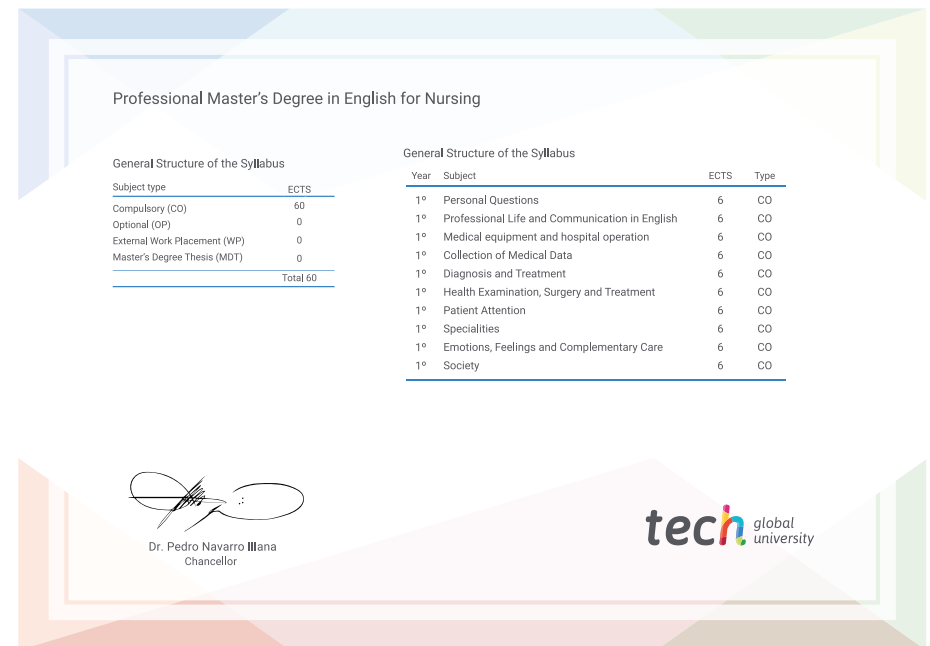 Professional Master's Degree in English for Nursing
General Structure of the Syllabus
Subject type ECTS
Compulsory (CO) 60
Optional (OP) 0
External Work Placement (WP) 0
Master's Degree Thesis (MDT) 0
Total 60
General Structure of the Syllabus
Year Subject ECTS Type
1º Personal Questions 6 CO
1º Professional Life and Communication in English 6 CO
1º Medical equipment and hospital operation 6 CO
1º Collection of Medical Data 6 CO
1º Diagnosis and Treatment 6 CO
1º Health Examination, Surgery and Treatment 6 CO
1º Patient Attention 6 CO
1º Specialities 6 CO
1º Emotions, Feelings and Complementary Care 6 CO
1º Society 6 CO
Dr. Pedro Navarro Illana
Chancellor
tech global
university